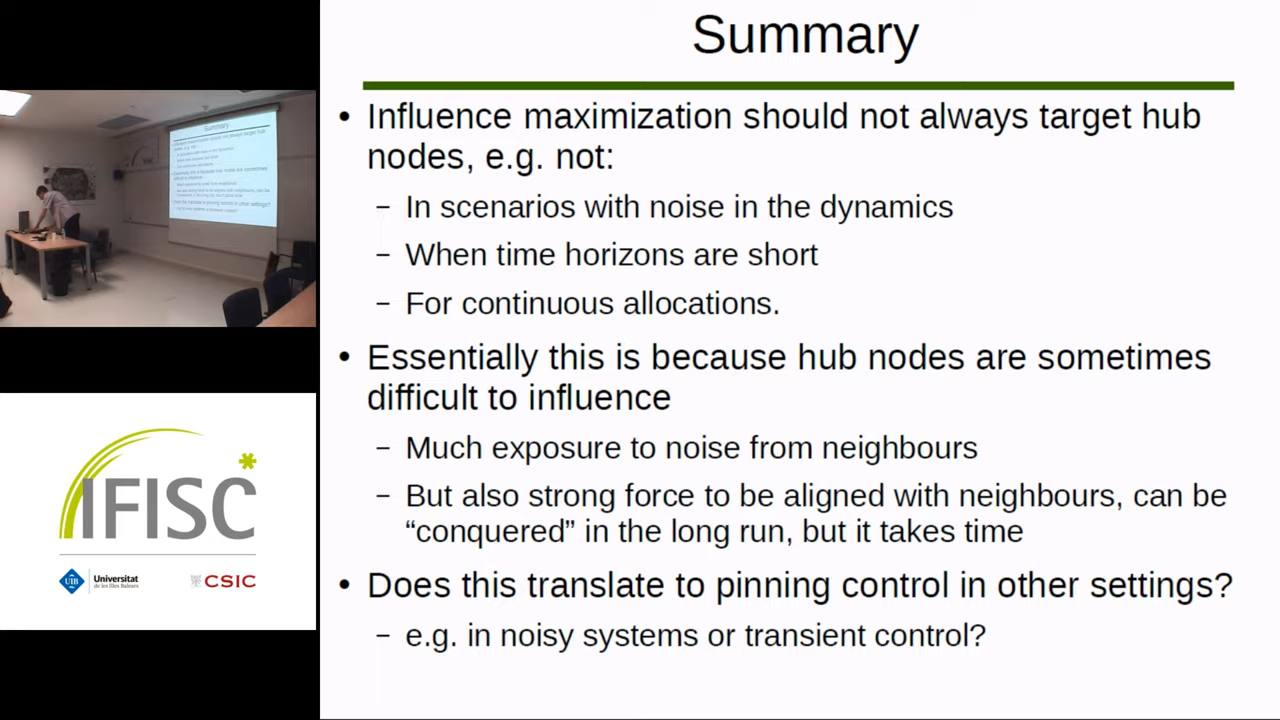 Summary
• Influence maximization should not always target hub
nodes, e.g. not:
– In scenarios with noise in the dynamics
– When time horizons are short
– For continuous allocations.
• Essentially this is because hub nodes are sometimes
difficult to influence
– Much exposure to noise from neighbours
– But also strong force to be aligned with neighbours, can be
“conquered” in the long run, but it takes time
• Does this translate to pinning control in other settings?
– e.g. in noisy systems or transient control?
Summary
IFISC
UIB
Universitat
de les Illes Balears
CSIC